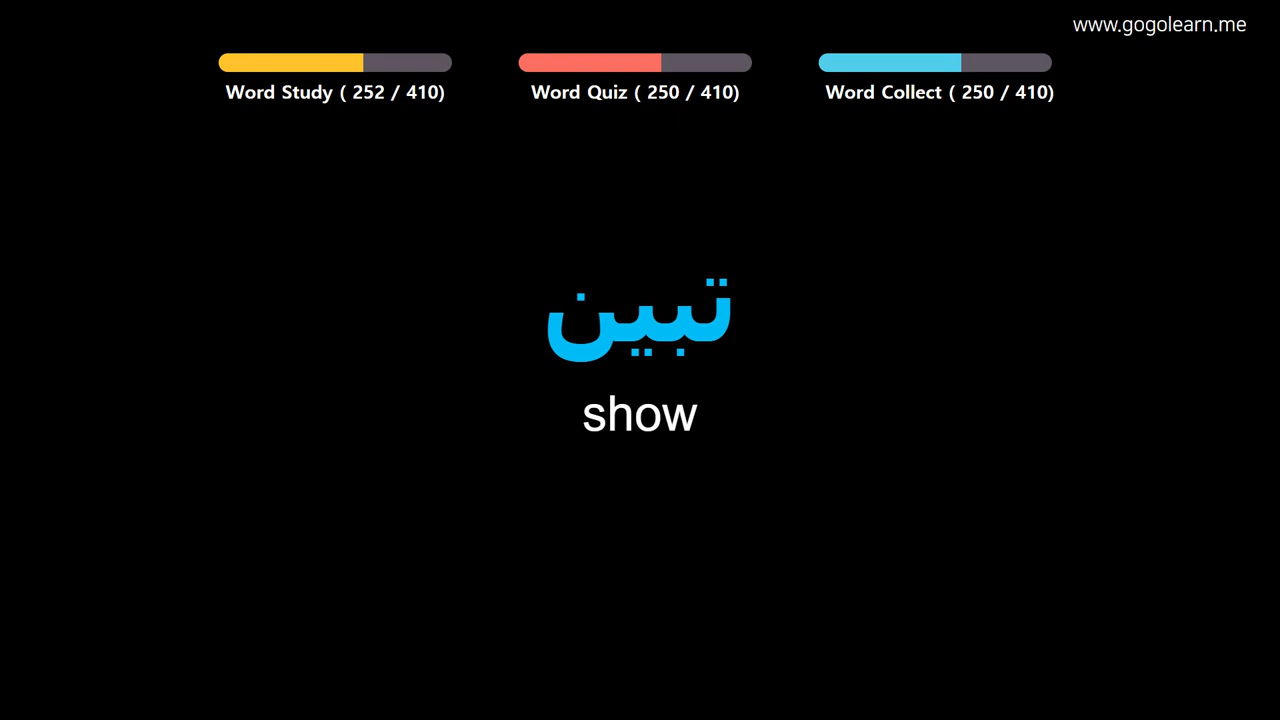 www.gogolearn.me
Word Study ( 252 / 410)
Word Quiz ( 250 / 410)
Word Collect ( 250 / 410)
تبين
show